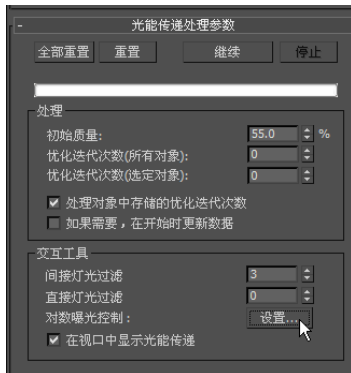 - 光能传递处理参数
全部重置 重置 继续 停止
处理
初始质量: 55.0 %
优化迭代次数(所有对象): 0
优化迭代次数(选定对象): 0
处理对象中存储的优化迭代次数
如果需要，在开始时更新数据
交互工具
间接灯光过滤 3
直接灯光过滤 0
对数曝光控制: 设置...
在视口中显示光能传递